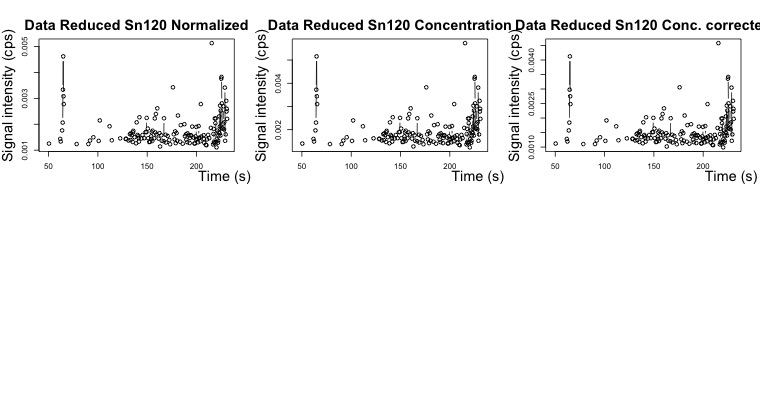 Data Reduced Sn120 Normalized
Signal intensity (cps)
0.001 0.003 0.005
50 100 150 200
Time (s)
Data Reduced Sn120 Concentration
Signal intensity (cps)
0.002 0.004
50 100 150 200
Time (s)
Data Reduced Sn120 Conc. correcte
Signal intensity (cps)
0.0010 0.0025 0.0040
50 100 150 200
Time (s)